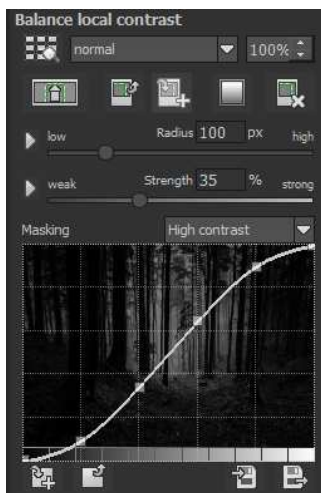 Balance local contrast
normal 100%
low Radius 100 px high
weak Strength 35 % strong
Masking High contrast